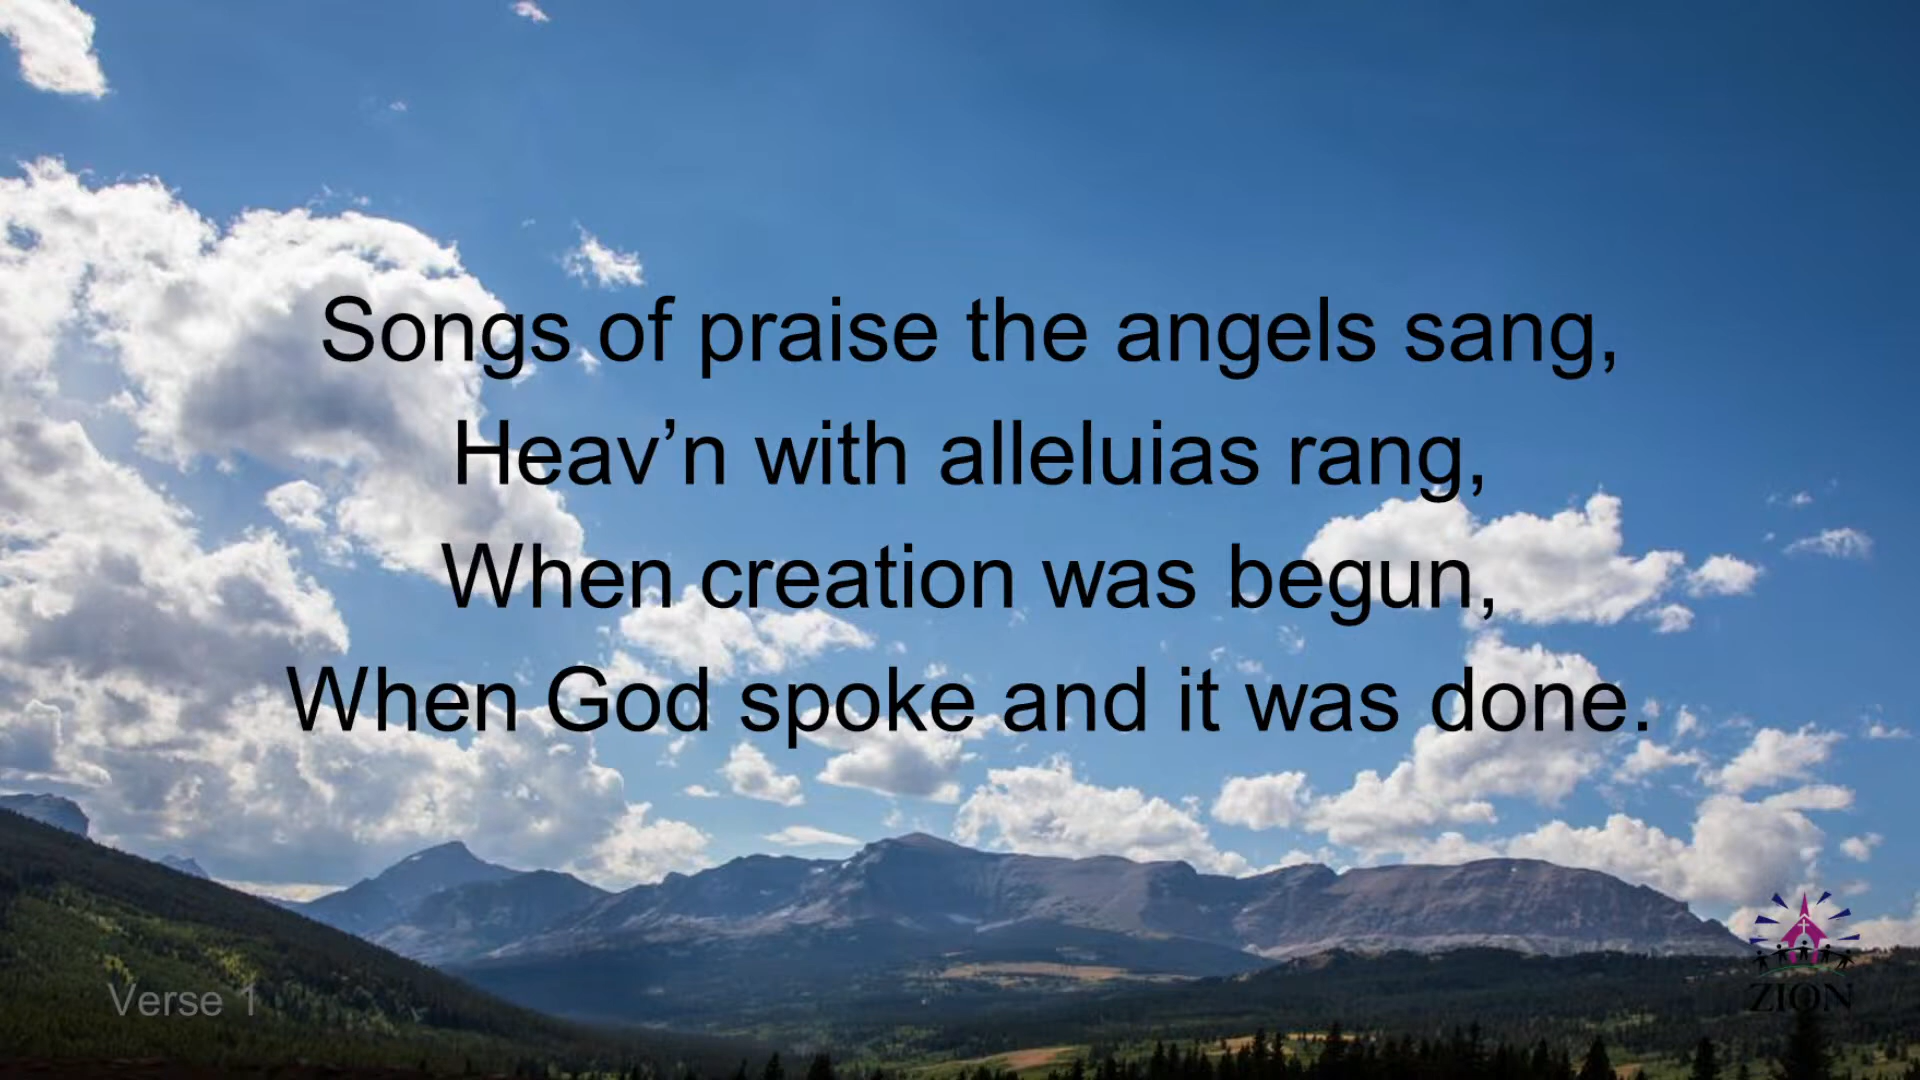 Songs of praise the angels sang,
Heav’n with alleluias rang,
When creation was begun,
When God spoke and it was done.
Verse 1
ZION